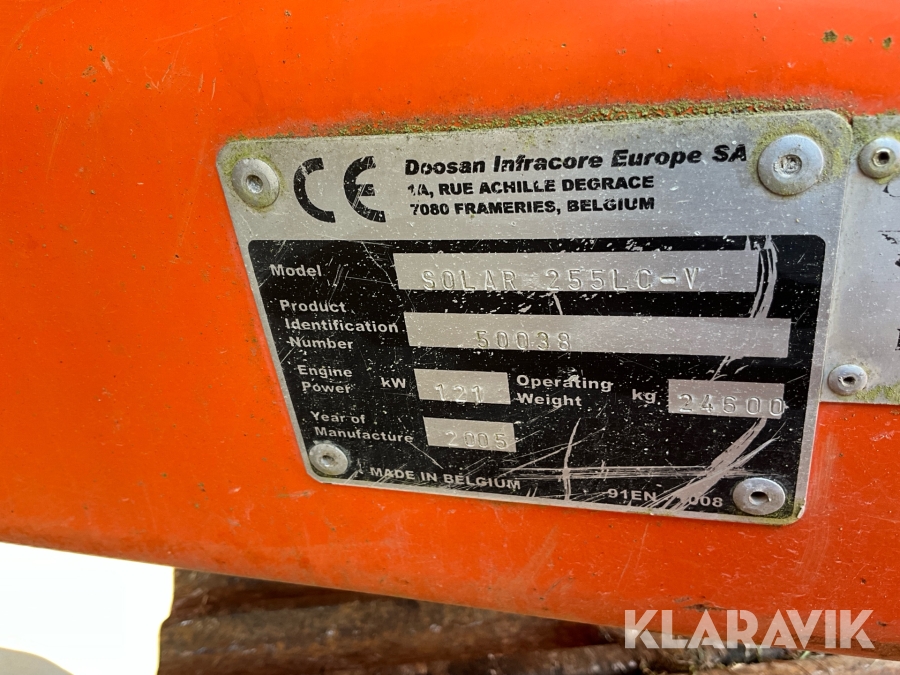 CE
Doosan Infracore Europe SA
1A, RUE ACHILLE DEGRACE
7080 FRAMERIES, BELGIUM
Model SOLAR 255LC-V
Product
Identification
Number 50038
Engine
Power kW 121 Operating
Weight kg 24600
Year of
Manufacture 2005
MADE IN BELGIUM 91EN
KLARAVIK